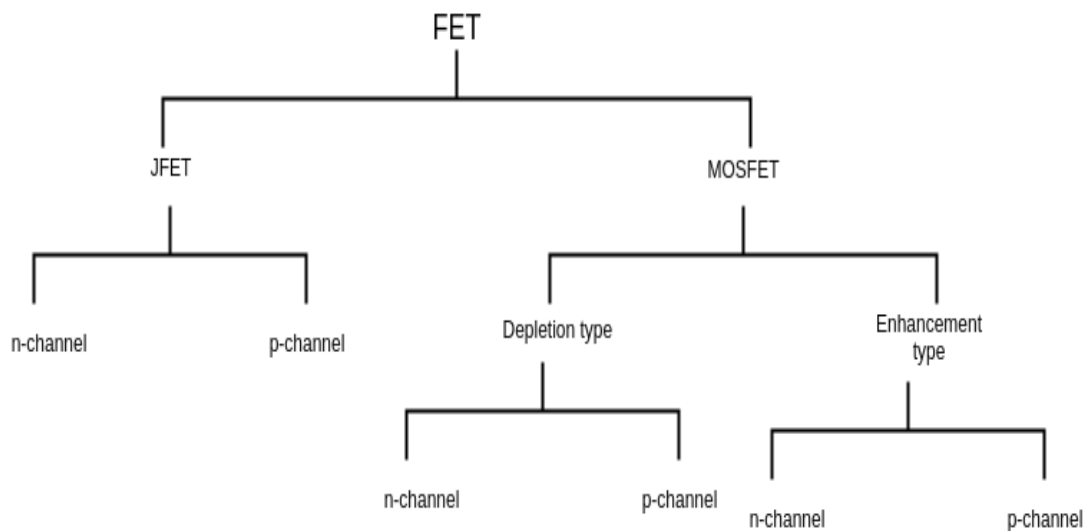 FET
JFET
MOSFET
n-channel
p-channel
Depletion type
Enhancement
type
n-channel
p-channel
n-channel
p-channel